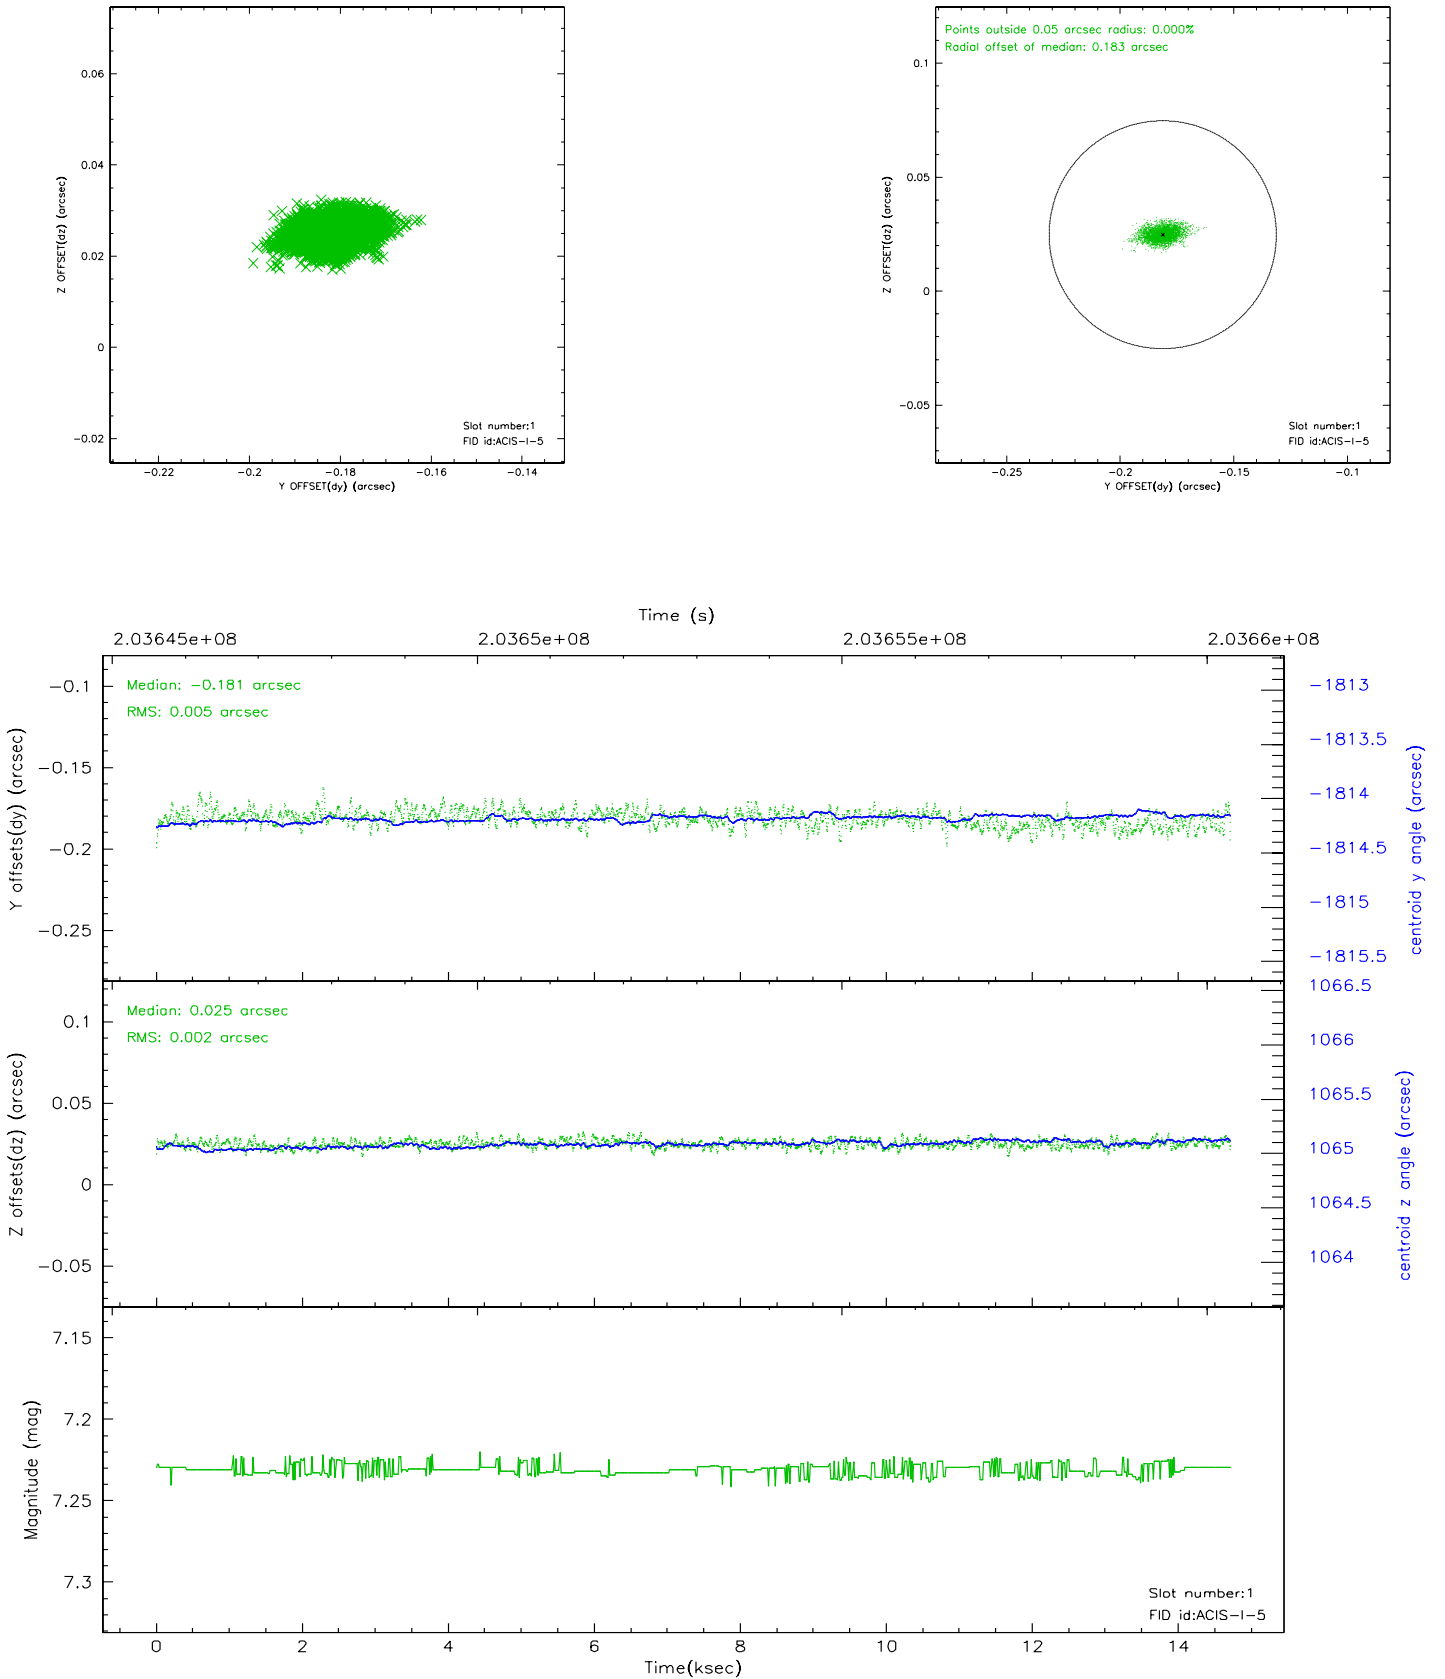 0.06
0.04
0.02
0
-0.02
Z OFFSET(dz) (arcsec)
Slot number:1
FID id:ACIS-I-5
-0.22
-0.2
-0.18
-0.16
-0.14
Y OFFSET(dy) (arcsec)
Points outside 0.05 arcsec radius: 0.000%
Radial offset of median: 0.183 arcsec
0.1
0.05
0
-0.05
Z OFFSET(dz) (arcsec)
Slot number:1
FID id:ACIS-I-5
-0.25
-0.2
-0.15
-0.1
Y OFFSET(dy) (arcsec)
Time (s)
2.03645e+08
2.0365e+08
2.03655e+08
2.0366e+08
Median: -0.181 arcsec
RMS: 0.005 arcsec
-0.1
-0.15
-0.2
-0.25
Y offsets(dy) (arcsec)
-1813
-1813.5
-1814
-1814.5
-1815
-1815.5
centroid y angle (arcsec)
Median: 0.025 arcsec
RMS: 0.002 arcsec
0.1
0.05
0
-0.05
Z offsets(dz) (arcsec)
1066.5
1066
1065.5
1065
1064.5
1064
centroid z angle (arcsec)
7.15
7.2
7.25
7.3
Magnitude (mag)
Slot number:1
FID id:ACIS-I-5
0
2
4
6
8
10
12
14
Time(ksec)